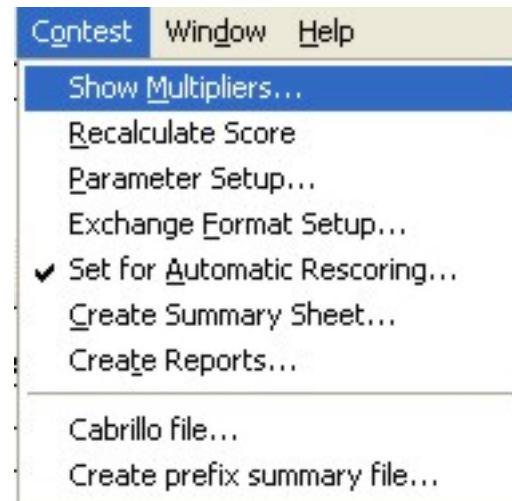 Contest Window Help
Show Multipliers...
Recalculate Score
Parameter Setup...
Exchange Format Setup...
Set for Automatic Rescoring...
Create Summary Sheet...
Create Reports...
Cabrillo file...
Create prefix summary file...